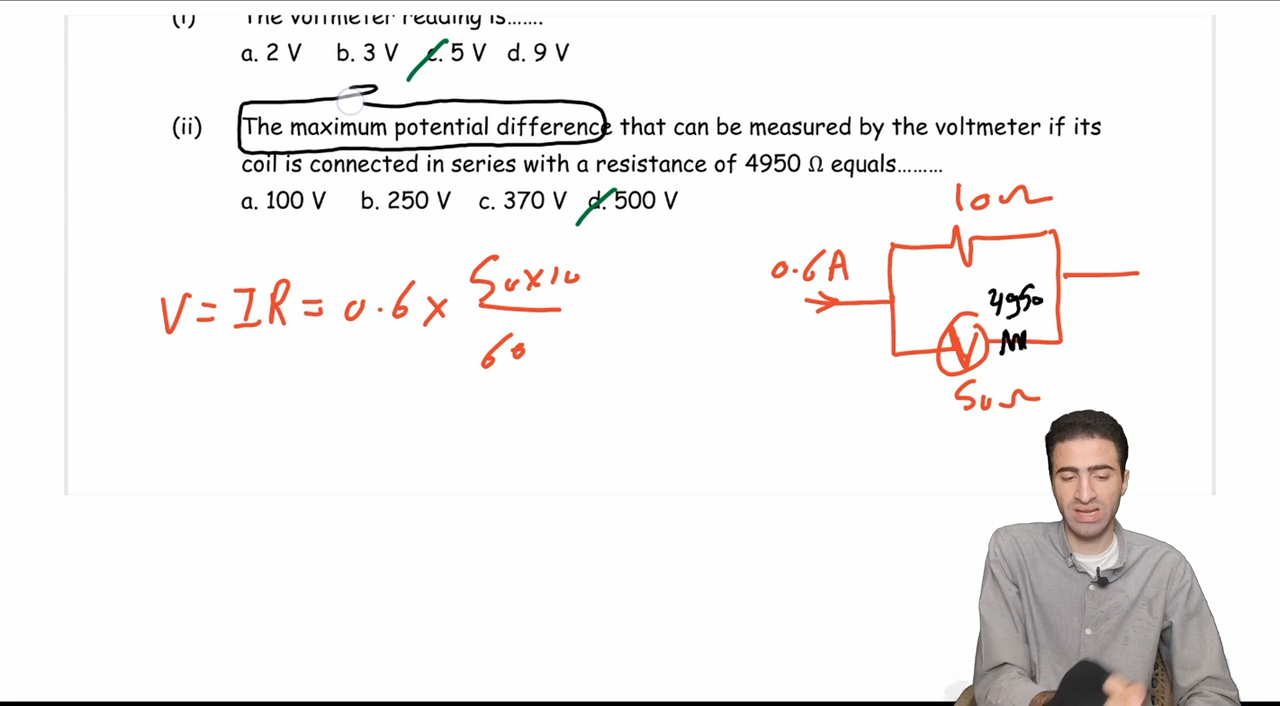 (i) The voltmeter reading is.......
a. 2 V b. 3 V c. 5 V d. 9 V
(ii) The maximum potential difference that can be measured by the voltmeter if its
coil is connected in series with a resistance of 4950 Ω equals.........
a. 100 V b. 250 V c. 370 V d. 500 V
10Ω
0.6A
V = IR = 0.6 × 50×10
60
4950
V
50Ω